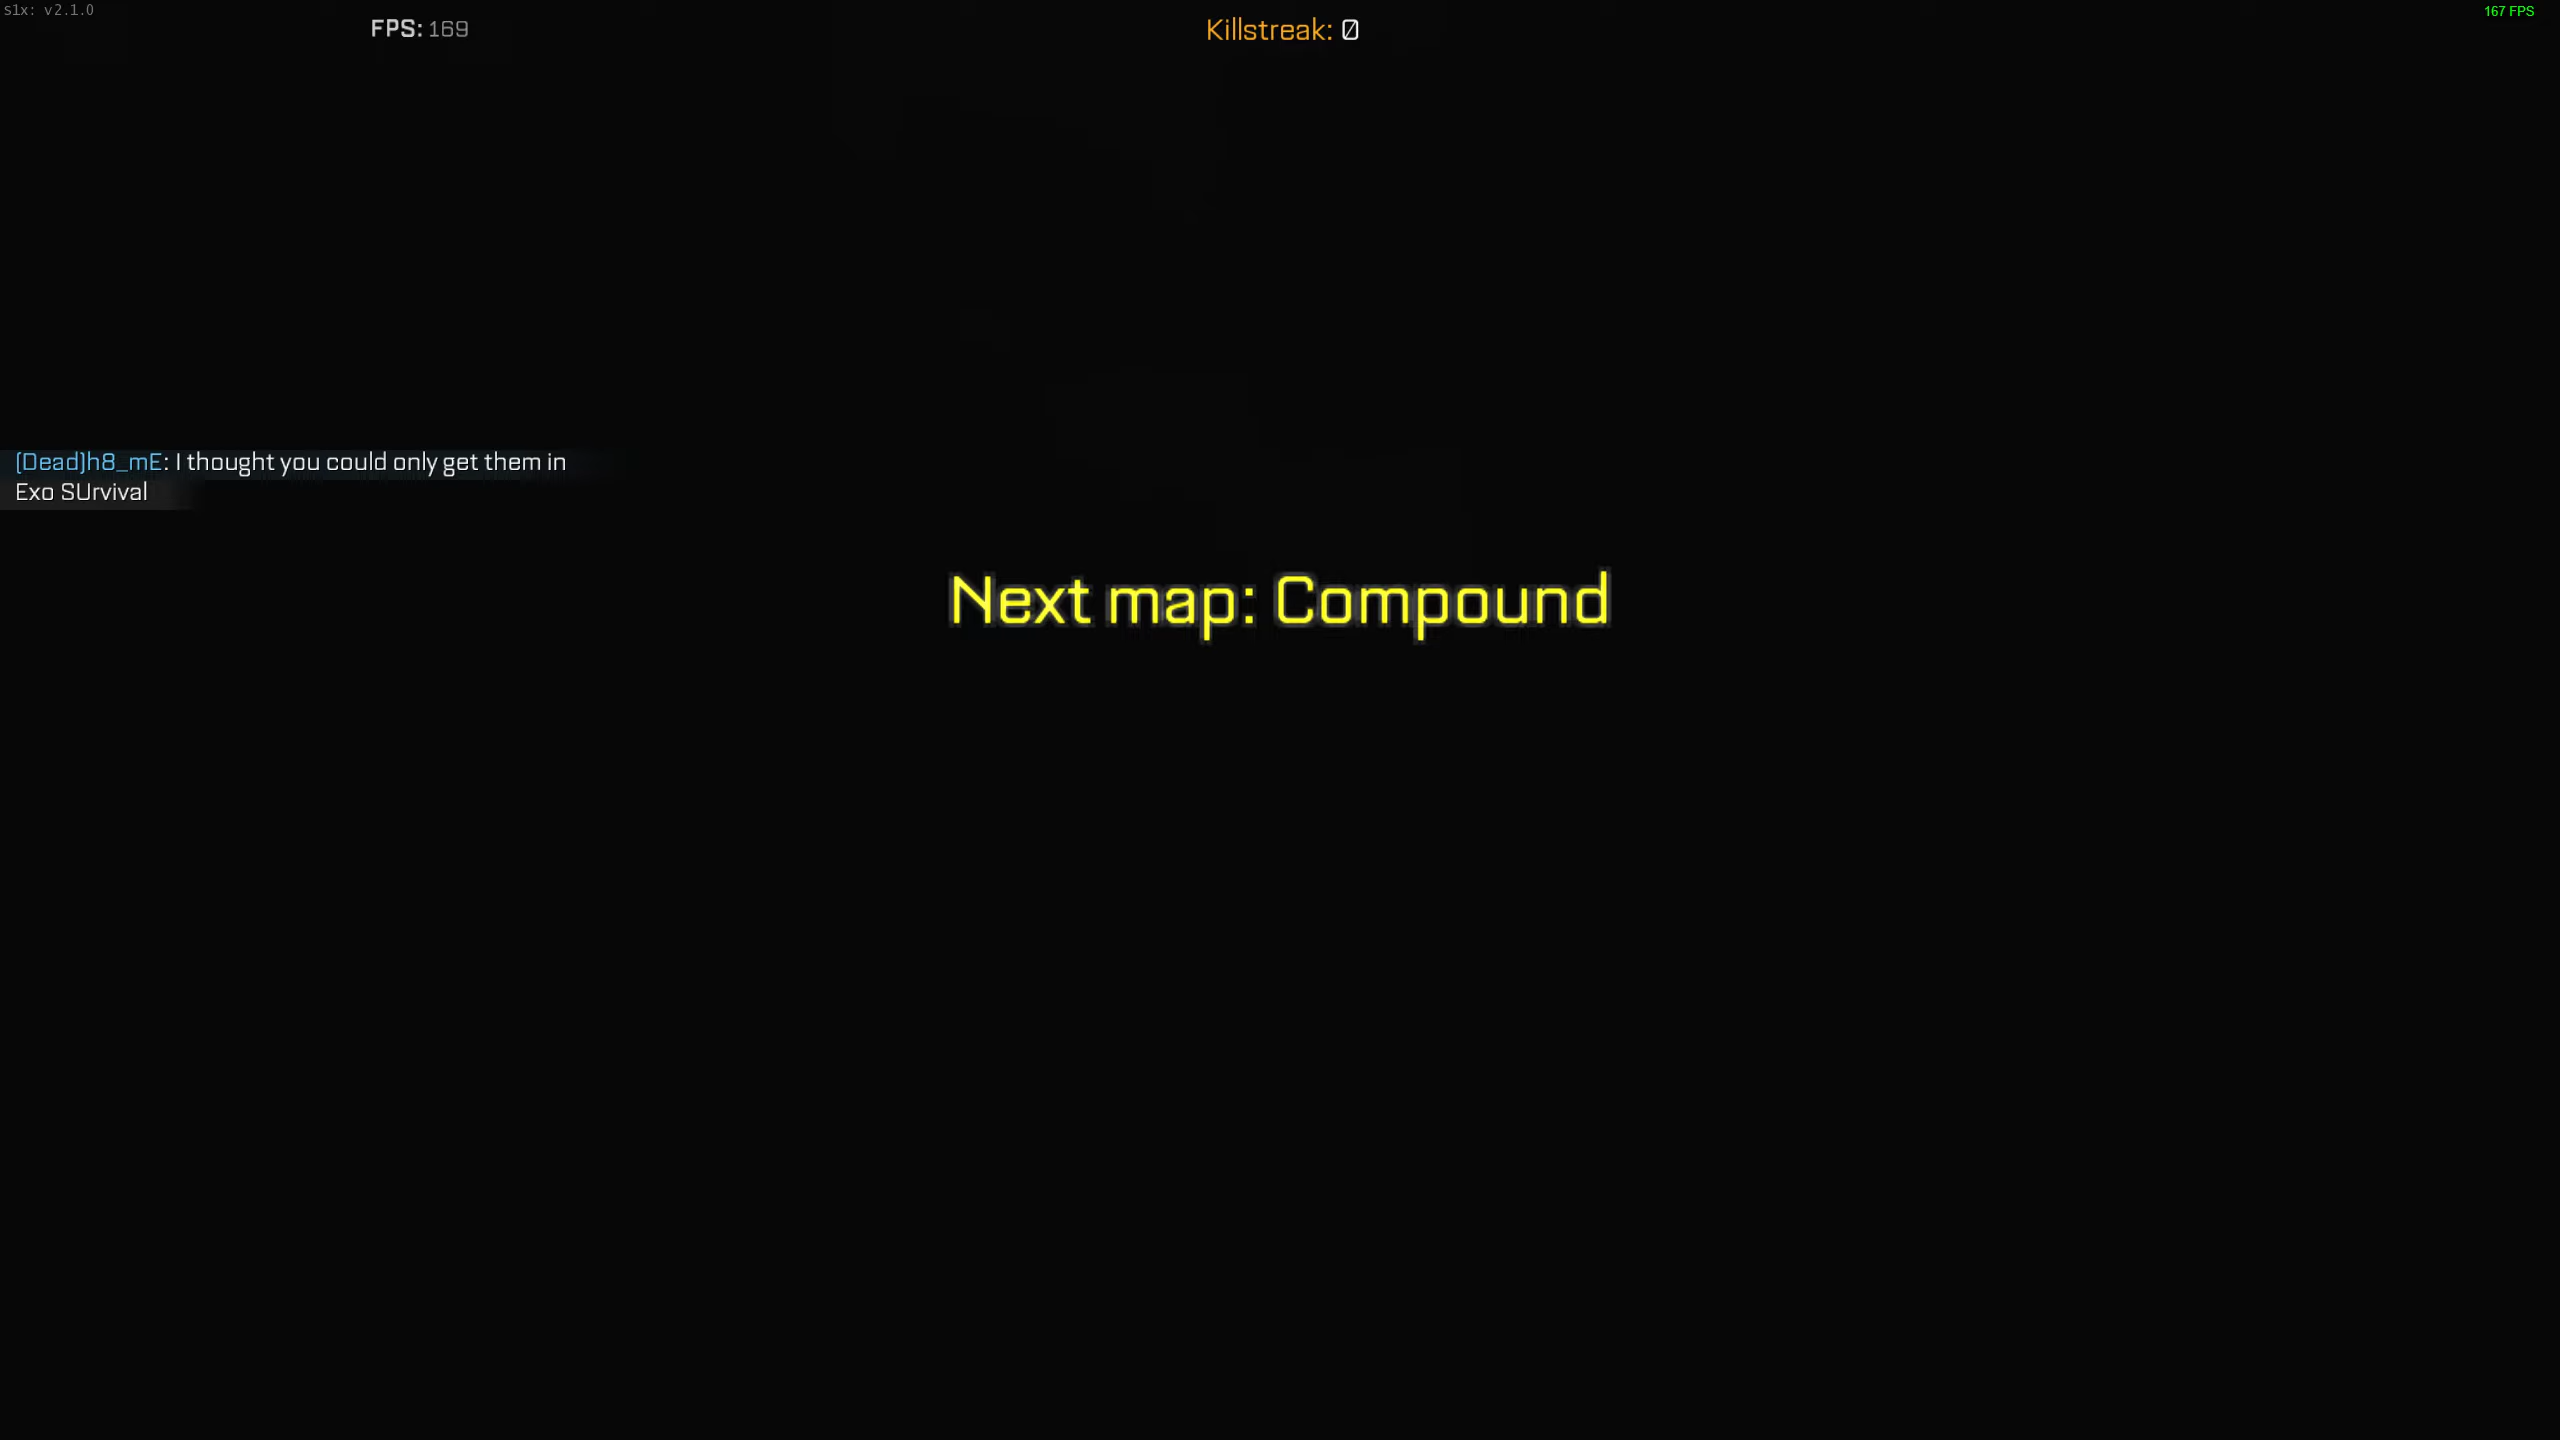 s1x: v2.1.0
FPS: 169
Killstreak: 0
167 FPS
[Dead]h8_mE: I thought you could only get them in
Exo SUrvival
Next map: Compound